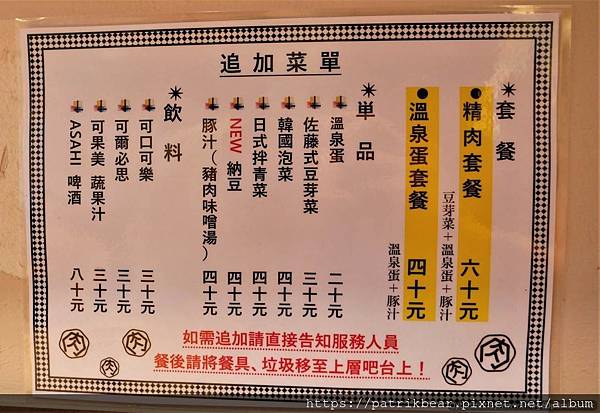 追加菜單
＊套餐
●精肉套餐 六十元
豆芽菜＋溫泉蛋＋豚汁
●溫泉蛋套餐 四十元
溫泉蛋＋豚汁
＊単品
溫泉蛋 二十元
佐藤式豆芽菜 三十元
韓國泡菜 四十元
日式拌青菜 四十元
NEW 納豆 四十元
豚汁(豬肉味噌湯) 四十元
＊飲料
可口可樂 三十元
可爾必思 三十元
可果美 蔬果汁 三十元
ASAHI 啤酒 八十元
如需追加請直接告知服務人員
餐後請將餐具、垃圾移至上層吧台上！
https://patrikbear.pixnet.net/album